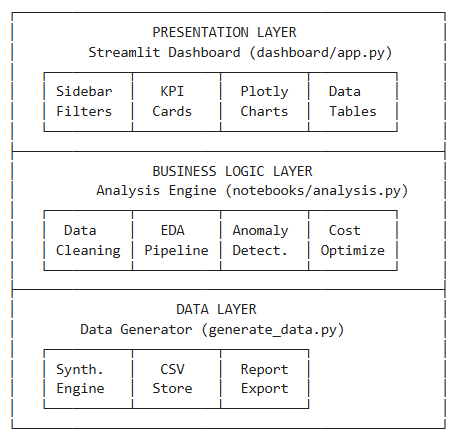 PRESENTATION LAYER
Streamlit Dashboard (dashboard/app.py)
Sidebar KPI Plotly Data
Filters Cards Charts Tables
BUSINESS LOGIC LAYER
Analysis Engine (notebooks/analysis.py)
Data EDA Anomaly Cost
Cleaning Pipeline Detect. Optimize
DATA LAYER
Data Generator (generate_data.py)
Synth. CSV Report
Engine Store Export